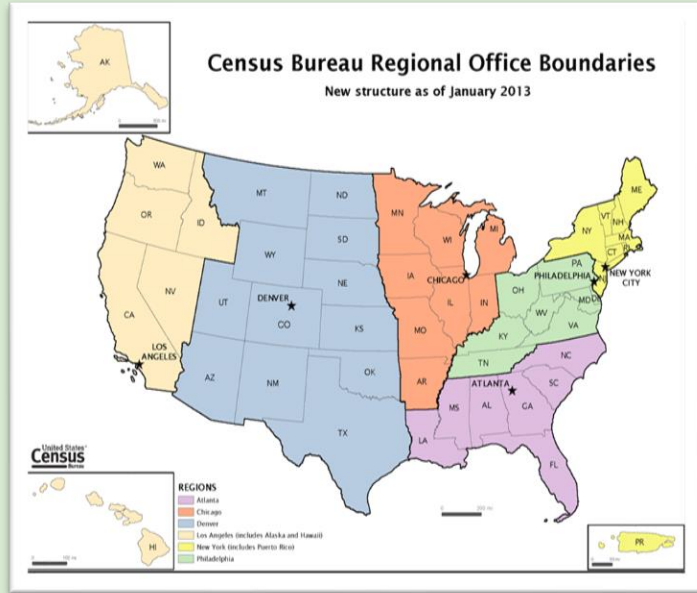 Census Bureau Regional Office Boundaries
New structure as of January 2013
AK
WA
OR
ID
NV
CA
LOS
ANGELES
MT
ND
SD
WY
NE
UT
DENVER
CO
KS
AZ
NM
OK
TX
MN
WI
MI
IA
CHICAGO
IL
IN
MO
AR
ME
VT
NH
NY
MA
CT
RI
NJ
NEW YORK
CITY
PA
PHILADELPHIA
OH
MD
DE
WV
VA
KY
TN
NC
SC
ATLANTA
MS
AL
GA
LA
FL
United States
Census
Bureau
HI
REGIONS
Atlanta
Chicago
Denver
Los Angeles (includes Alaska and Hawaii)
New York (includes Puerto Rico)
Philadelphia
PR